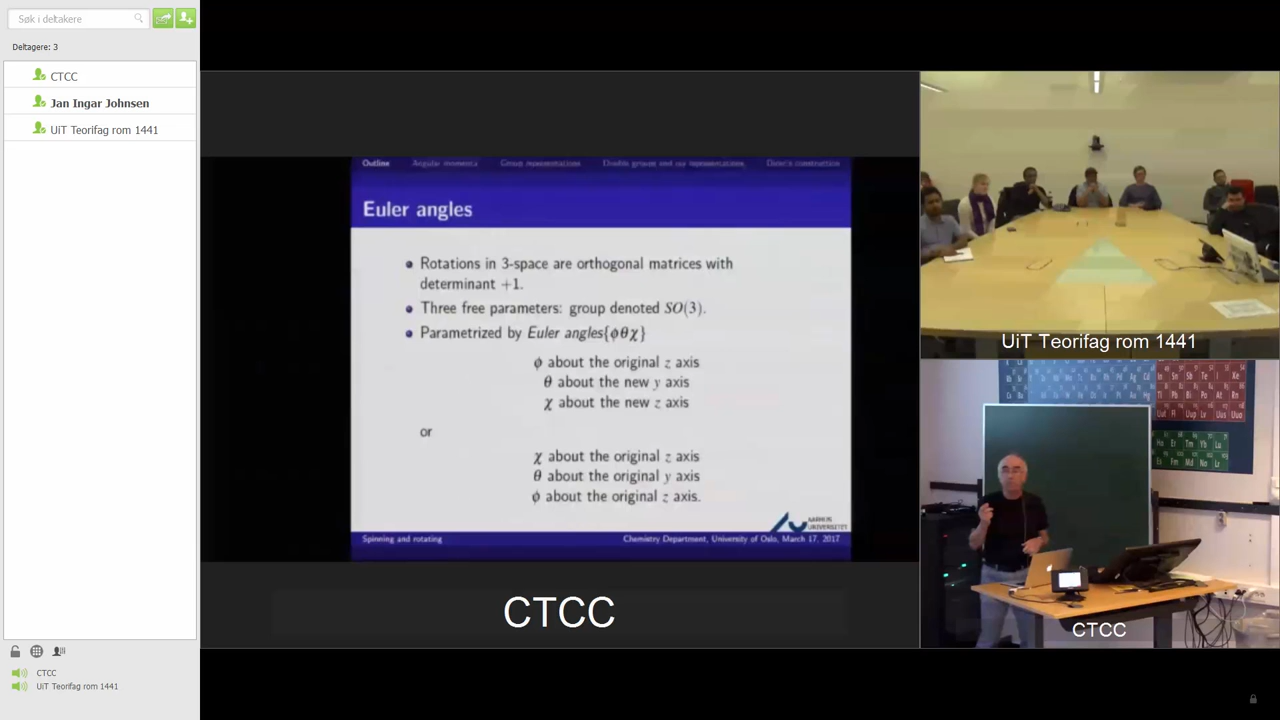 Søk i deltakere
Deltagere: 3
CTCC
Jan Ingar Johnsen
UiT Teorifag rom 1441
CTCC
UiT Teorifag rom 1441
Outline Angular momenta Group representations Double groups and our representations Dirac's construction
Euler angles
Rotations in 3-space are orthogonal matrices with
determinant +1.
Three free parameters: group denoted SO(3).
Parametrized by Euler angles{ϕθχ}
ϕ about the original z axis
θ about the new y axis
χ about the new z axis
or
χ about the original z axis
θ about the original y axis
ϕ about the original z axis.
AARHUS
UNIVERSITET
Spinning and rotating Chemistry Department, University of Oslo, March 17, 2017
CTCC
UiT Teorifag rom 1441
CTCC